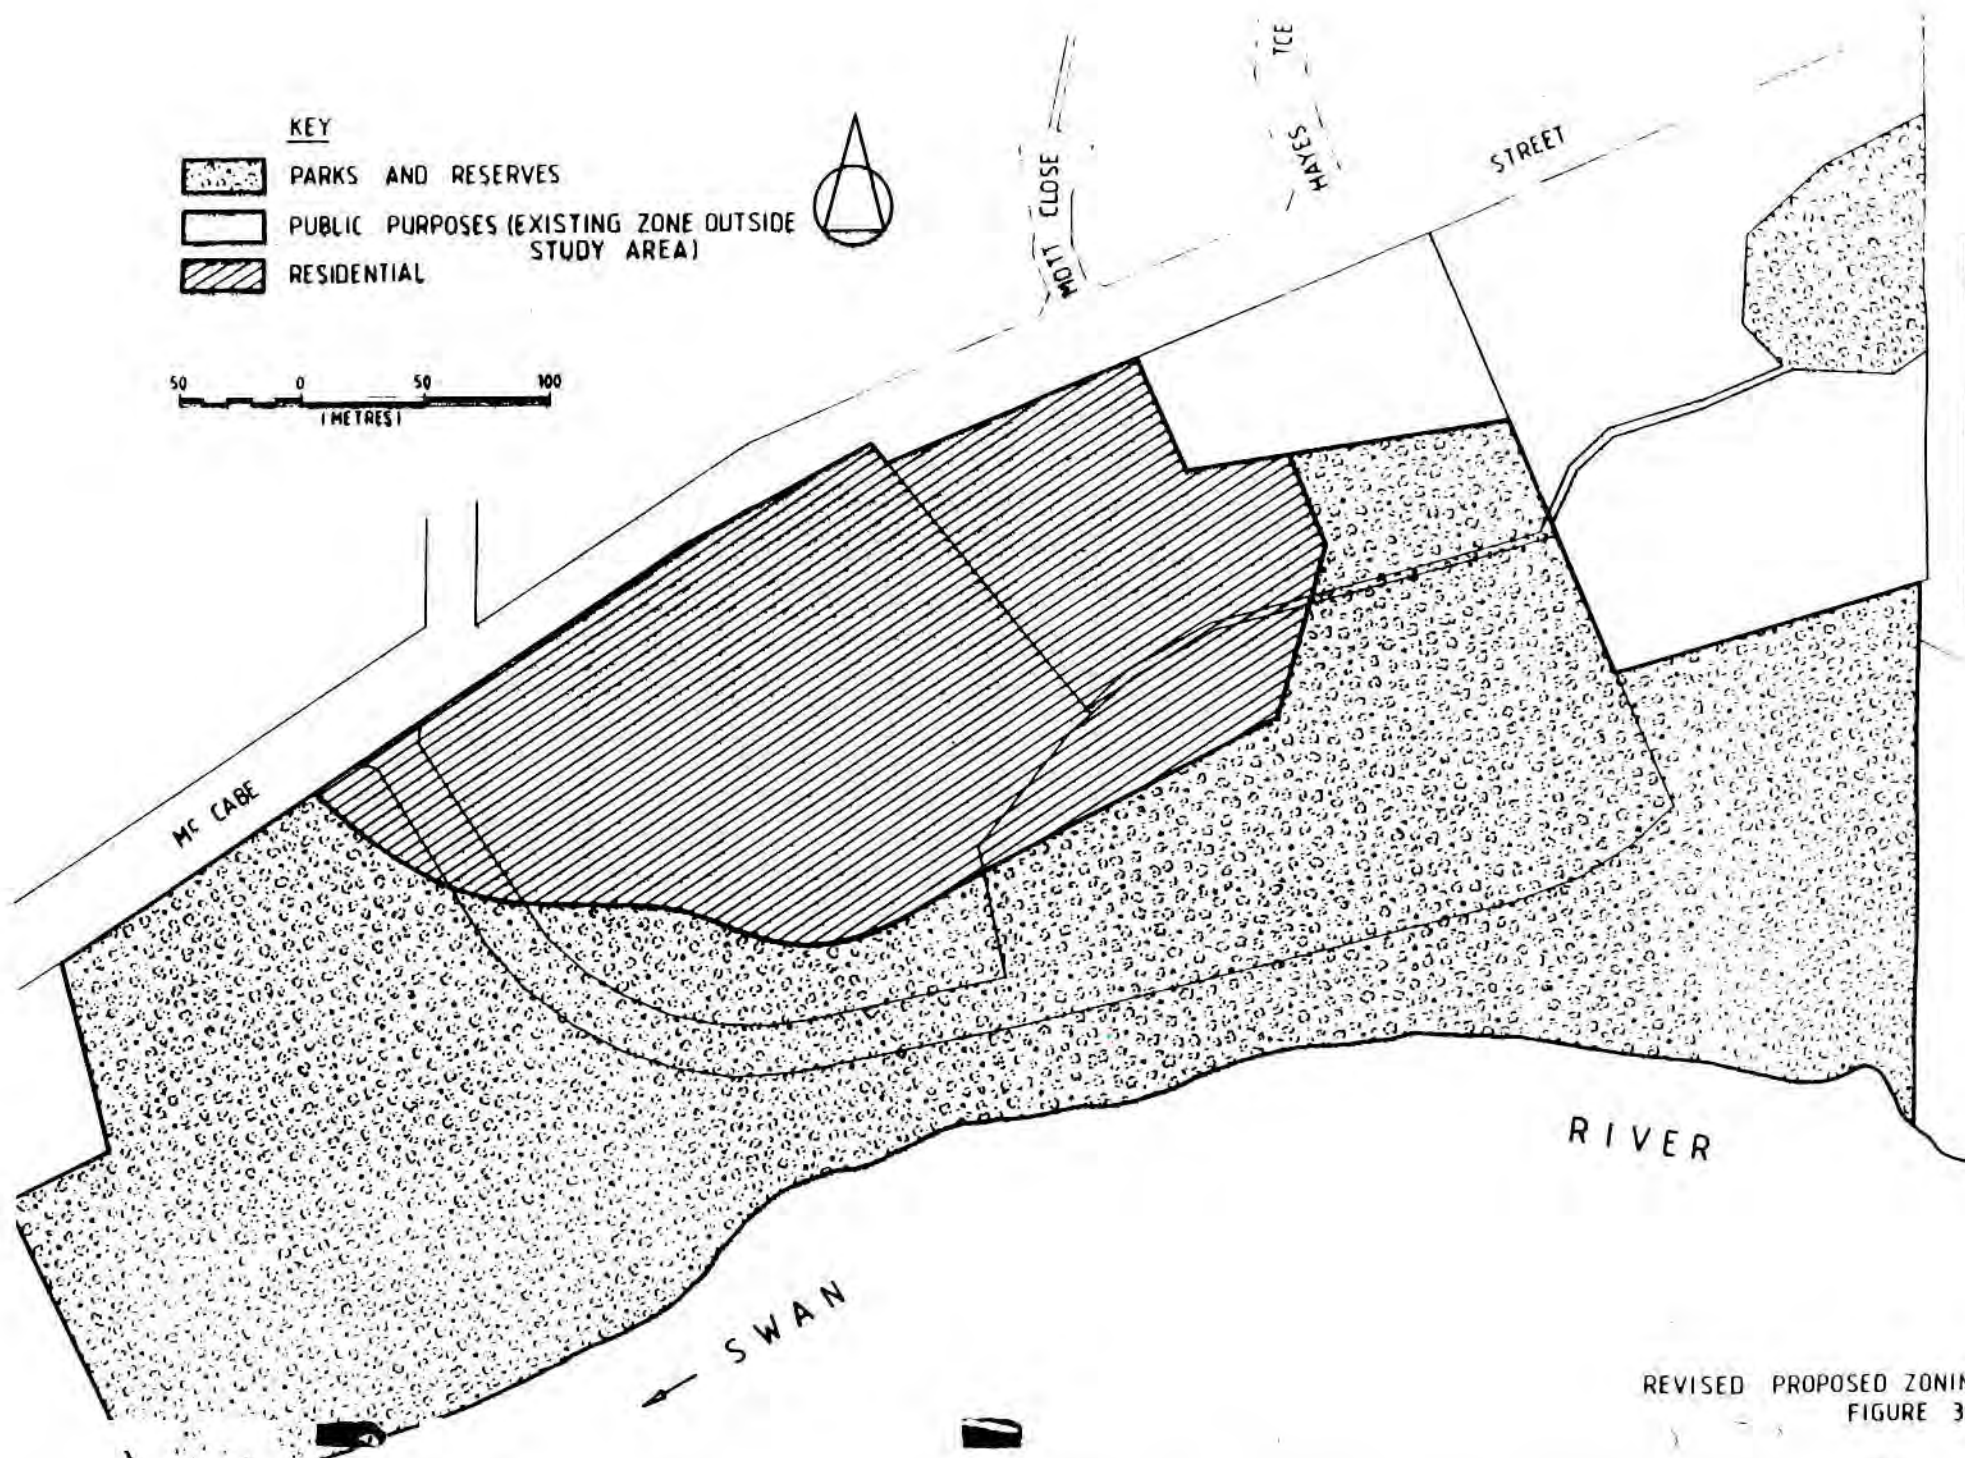 KEY
PARKS AND RESERVES
PUBLIC PURPOSES (EXISTING ZONE OUTSIDE
STUDY AREA)
RESIDENTIAL
50 0 50 100
(METRES)
MOTT CLOSE
HAYES TCE
STREET
Mc CABE
RIVER
SWAN
REVISED PROPOSED ZONIN
FIGURE 3